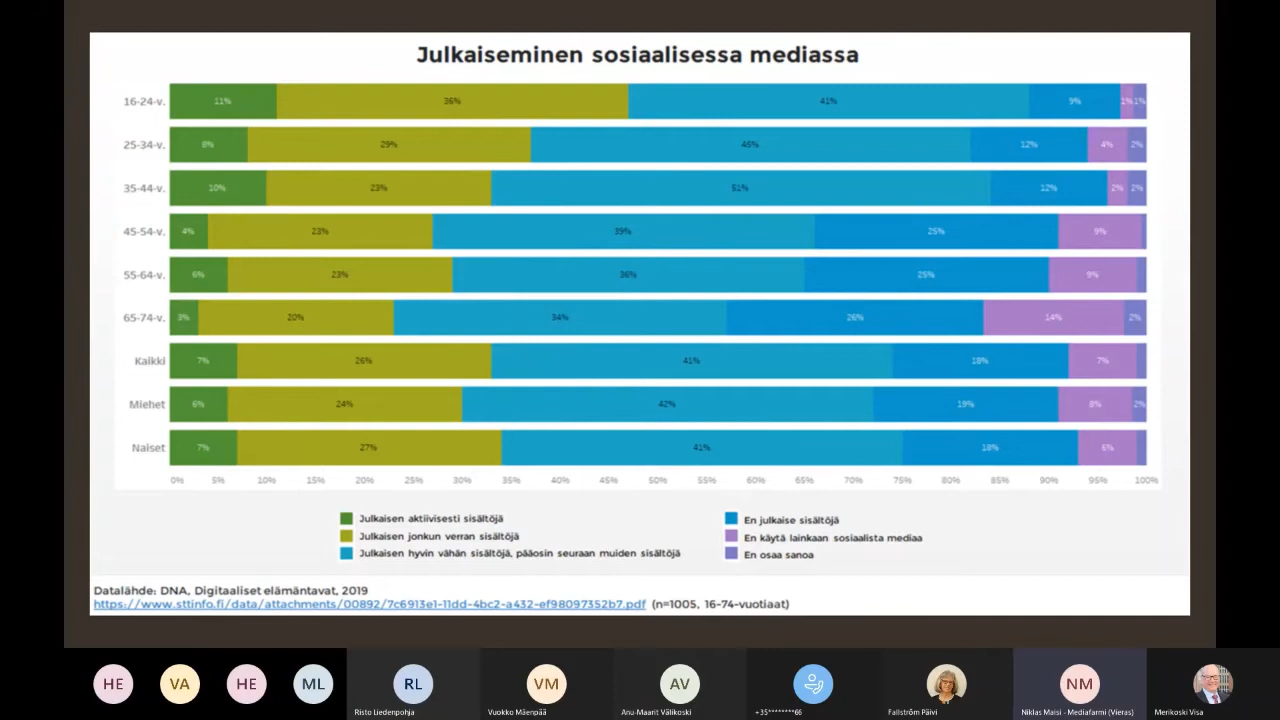 Julkaiseminen sosiaalisessa mediassa
16-24-v. 11% 36% 41% 9% 1% 1%
25-34-v. 8% 29% 45% 12% 4% 2%
35-44-v. 10% 23% 51% 12% 2% 2%
45-54-v. 4% 23% 39% 25% 9%
55-64-v. 6% 23% 36% 25% 9%
65-74-v. 3% 20% 34% 26% 14% 2%
Kaikki 7% 26% 41% 18% 7%
Miehet 6% 24% 42% 19% 8% 2%
Naiset 7% 27% 41% 18% 6%
0% 5% 10% 15% 20% 25% 30% 35% 40% 45% 50% 55% 60% 65% 70% 75% 80% 85% 90% 95% 100%
Julkaisen aktiivisesti sisältöjä
Julkaisen jonkun verran sisältöjä
Julkaisen hyvin vähän sisältöjä, pääosin seuraan muiden sisältöjä
En julkaise sisältöjä
En käytä lainkaan sosiaalista mediaa
En osaa sanoa
Datalähde: DNA, Digitaaliset elämäntavat, 2019
https://www.sttinfo.fi/data/attachments/00892/7c6913e1-11dd-4bc2-a432-ef98097352b7.pdf (n=1005, 16-74-vuotiaat)
HE VA HE ML RL VM AV NM
Risto Liedenpohja Vuokko Mäenpää Anu-Maarit Välikoski +35********66 Fallström Päivi Niklas Maisi - Mediafarmi (Vieras) Merikoski Visa